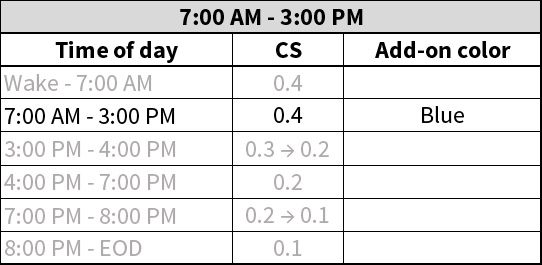 7:00 AM - 3:00 PM
Time of day CS Add-on color
Wake - 7:00 AM 0.4
7:00 AM - 3:00 PM 0.4 Blue
3:00 PM - 4:00 PM 0.3 → 0.2
4:00 PM - 7:00 PM 0.2
7:00 PM - 8:00 PM 0.2 → 0.1
8:00 PM - EOD 0.1